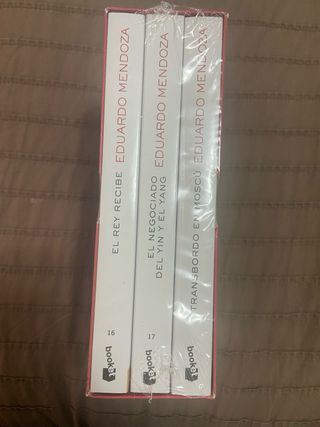 EL REY RECIBE EDUARDO MENDOZA
16
booket
EL NEGOCIADO
DEL YIN Y EL YANG EDUARDO MENDOZA
17
booket
TRANSBORDO EN MOSCÚ EDUARDO MENDOZA
booket